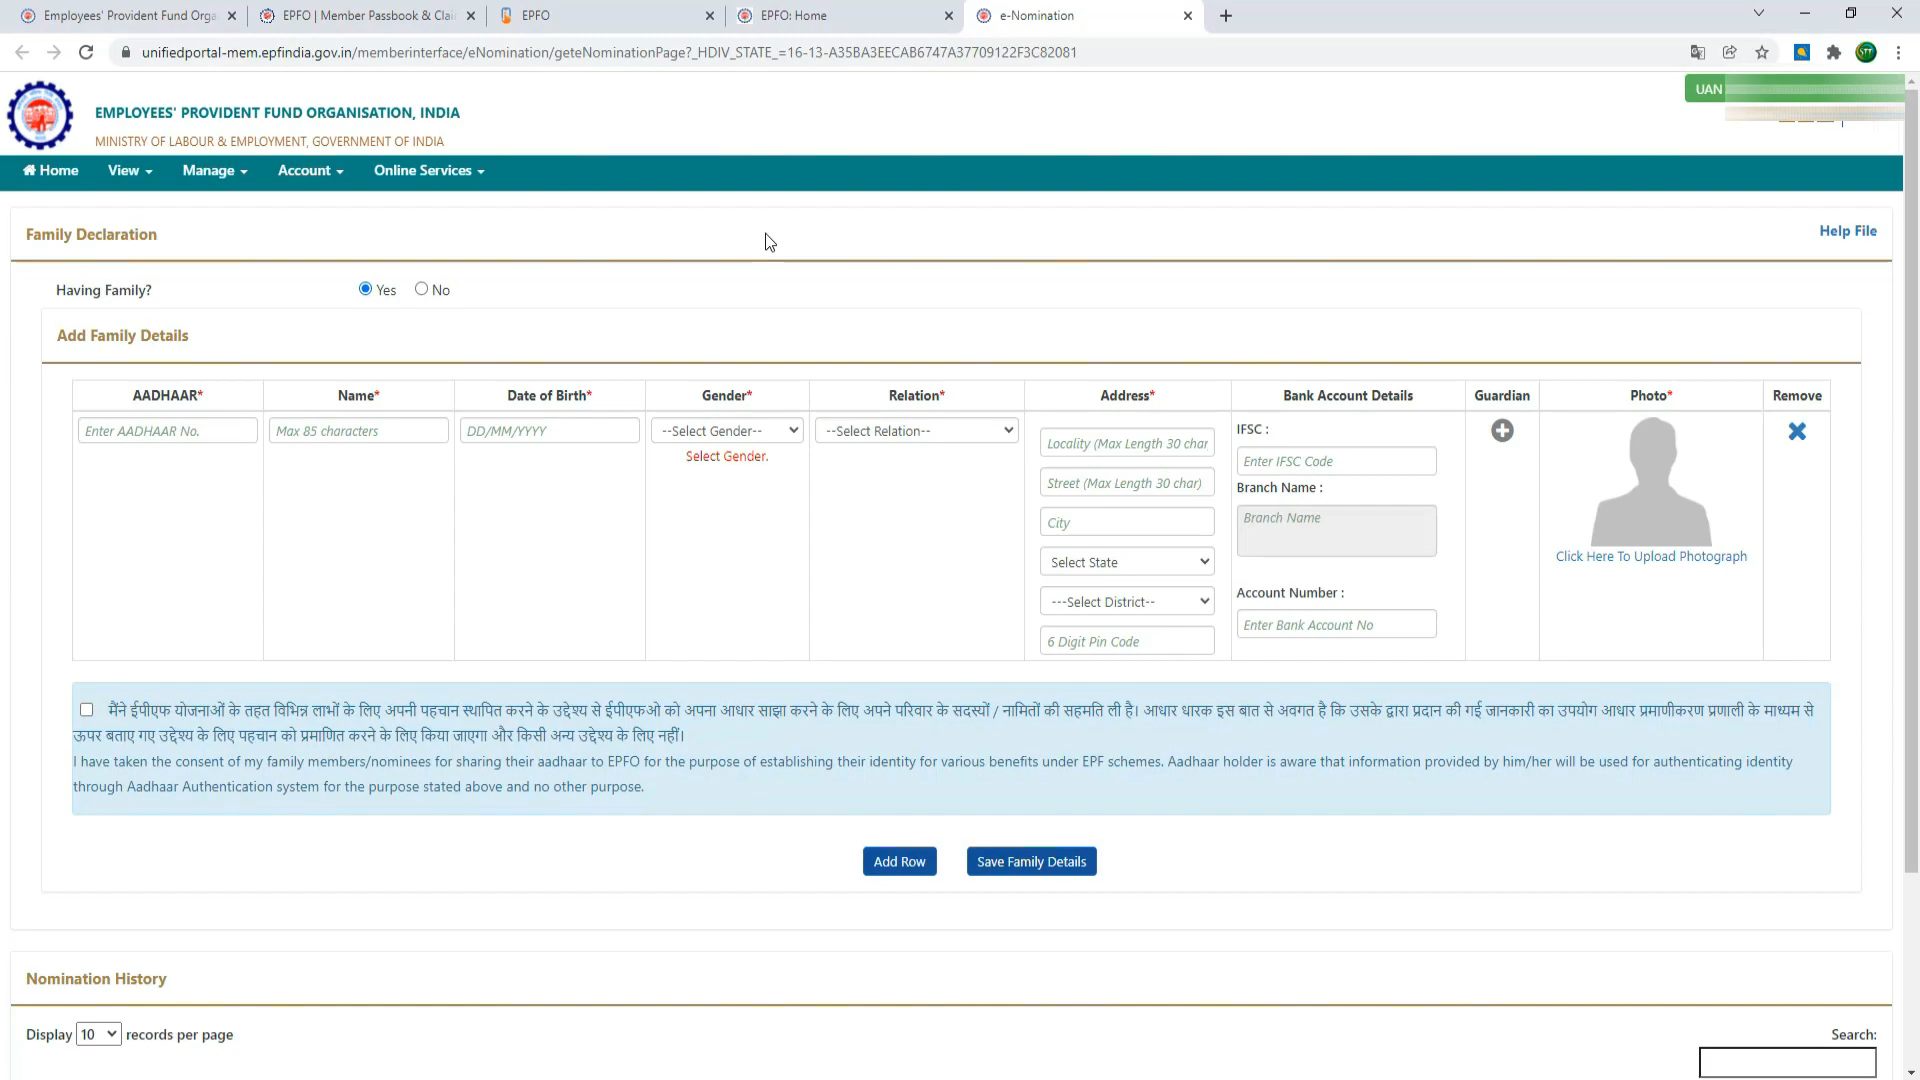 Employees' Provident Fund Orga
EPFO | Member Passbook & Clai
EPFO
EPFO: Home
e-Nomination
unifiedportal-mem.epfindia.gov.in/memberinterface/eNomination/geteNominationPage?_HDIV_STATE_=16-13-A35BA3EECAB6747A37709122F3C82081
STT
UAN
EMPLOYEES' PROVIDENT FUND ORGANISATION, INDIA
MINISTRY OF LABOUR & EMPLOYMENT, GOVERNMENT OF INDIA
Home View Manage Account Online Services
Family Declaration
Help File
Having Family? Yes No
Add Family Details
AADHAAR* Name* Date of Birth* Gender* Relation* Address* Bank Account Details Guardian Photo* Remove
Enter AADHAAR No. Max 85 characters DD/MM/YYYY --Select Gender-- --Select Relation--
Select Gender.
Locality (Max Length 30 char
Street (Max Length 30 char)
City
Select State
---Select District--
6 Digit Pin Code
IFSC :
Enter IFSC Code
Branch Name :
Branch Name
Account Number :
Enter Bank Account No
Click Here To Upload Photograph
मैंने ईपीएफ योजनाओं के तहत विभिन्न लाभों के लिए अपनी पहचान स्थापित करने के उद्देश्य से ईपीएफओ को अपना आधार साझा करने के लिए अपने परिवार के सदस्यों / नामितों की सहमति ली है। आधार धारक इस बात से अवगत है कि उसके द्वारा प्रदान की गई जानकारी का उपयोग आधार प्रमाणीकरण प्रणाली के माध्यम से
ऊपर बताए गए उद्देश्य के लिए पहचान को प्रमाणित करने के लिए किया जाएगा और किसी अन्य उद्देश्य के लिए नहीं।
I have taken the consent of my family members/nominees for sharing their aadhaar to EPFO for the purpose of establishing their identity for various benefits under EPF schemes. Aadhaar holder is aware that information provided by him/her will be used for authenticating identity
through Aadhaar Authentication system for the purpose stated above and no other purpose.
Add Row Save Family Details
Nomination History
Display 10 records per page
Search: